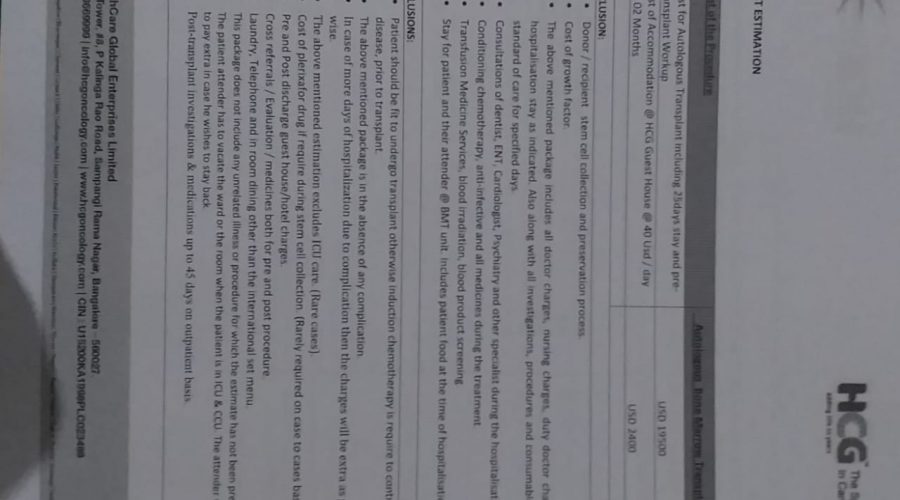 HCG™ The S
adding life to years in C
T ESTIMATION
t of the Procedure Autologous Bone Marrow Transp
st for Autologous Transplant including 25days stay and pre-
nsplant Workup USD 19500
st of Accommodation @ HCG Guest House @ 40 Usd / day
02 Months USD 2400
LUSION:
• Donor / recipient stem cell collection and preservation process.
• Cost of growth factor.
• The above mentioned package includes all doctor charges, nursing charges, duty doctor cha
hospitalisation stay as indicated. Also along with all investigations, procedures and consumabl
standard of care for specified days.
• Consultations of dentist, ENT, Cardiologist, Psychiatry and other specialist during the hospitalisat
• Conditioning chemotherapy, anti-infective and all medicines during the treatment
• Transfusion Medicine Services, blood irradiation, blood product screening
• Stay for patient and their attender @ BMT unit. Includes patient food at the time of hospitalisati
CLUSIONS:
• Patient should be fit to undergo transplant otherwise induction chemotherapy is require to cont
disease, prior to transplant.
• The above mentioned package is in the absence of any complication.
• In case of more days of hospitalization due to complication then the charges will be extra as
wise.
• The above mentioned estimation excludes ICU care. (Rare cases).
Cost of plerixafor drug if require during stem cell collection. (Rarely required on case to cases bas
Pre and Post discharge guest house/hotel charges.
Cross referrals / Evaluation / medicines both for pre and post procedure
Laundry, Telephone and in room dining other than the international set menu.
This package does not include any unrelated illness or procedure for which the estimate has not been pre
The patient attender has to vacate the ward or the room when the patient is in ICU & CCU. The attender
to pay extra in case he wishes to stay back.
Post-transplant investigations & medications up to 45 days on outpatient basis.
thCare Global Enterprises Limited
Tower, #8, P Kalinga Rao Road, Sampangi Rama Nagar, Bangalore - 560027.
0669999 | info@hcgoncology.com | www.hcgoncology.com | CIN : U15200KA1998PLC023489